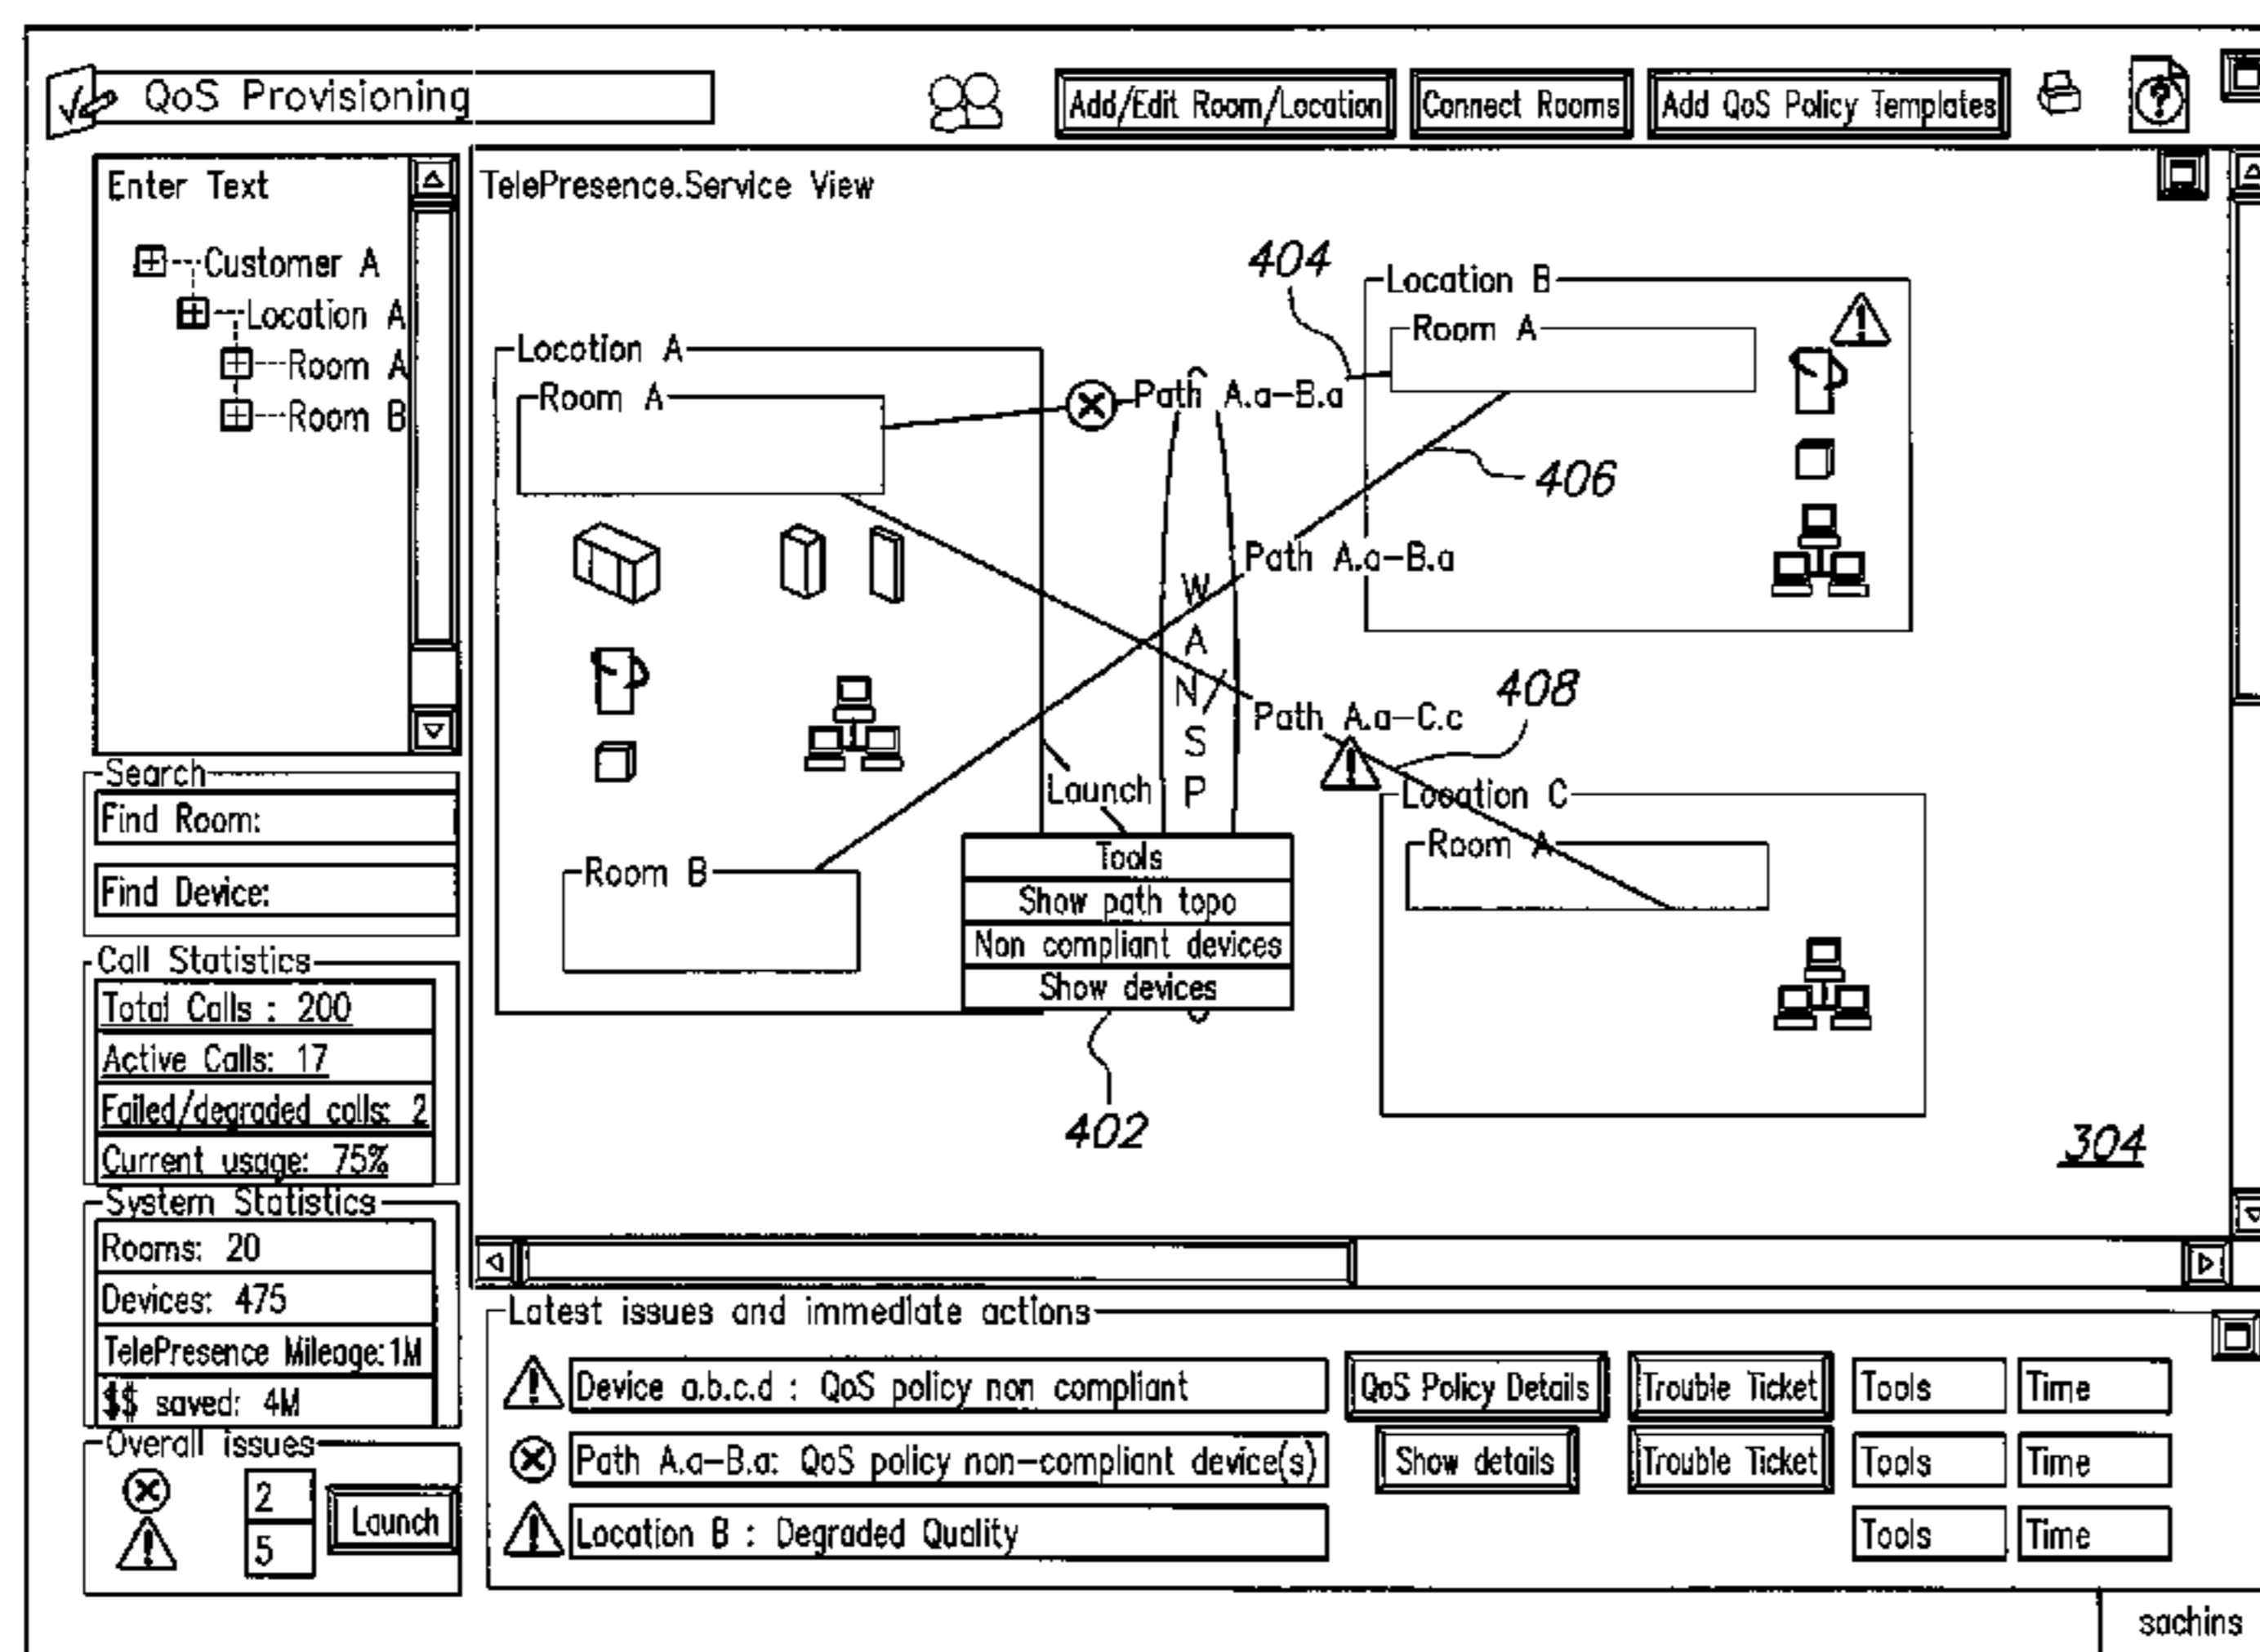 QoS Provisioning
Add/Edit Room/Location
Connect Rooms
Add QoS Policy Templates
Enter Text
Customer A
Location A
Room A
Room B
Search
Find Room:
Find Device:
Call Statistics
Total Calls : 200
Active Calls: 17
Failed/degraded calls: 2
Current usage: 75%
System Statistics
Rooms: 20
Devices: 475
TelePresence Mileage:1M
$$ saved: 4M
Overall issues
2
5
Launch
TelePresence.Service View
Location A
Room A
Room B
404
Path A.a-B.a
Location B
Room A
406
Path A.a-B.a
WAN/SP
408
Path A.a-C.c
Location C
Room A
Launch
Tools
Show path topo
Non compliant devices
Show devices
402
304
Latest issues and immediate actions
Device a.b.c.d : QoS policy non compliant
QoS Policy Details
Trouble Ticket
Tools
Time
Path A.a-B.a: QoS policy non-compliant device(s)
Show details
Trouble Ticket
Tools
Time
Location B : Degraded Quality
Tools
Time
sachins